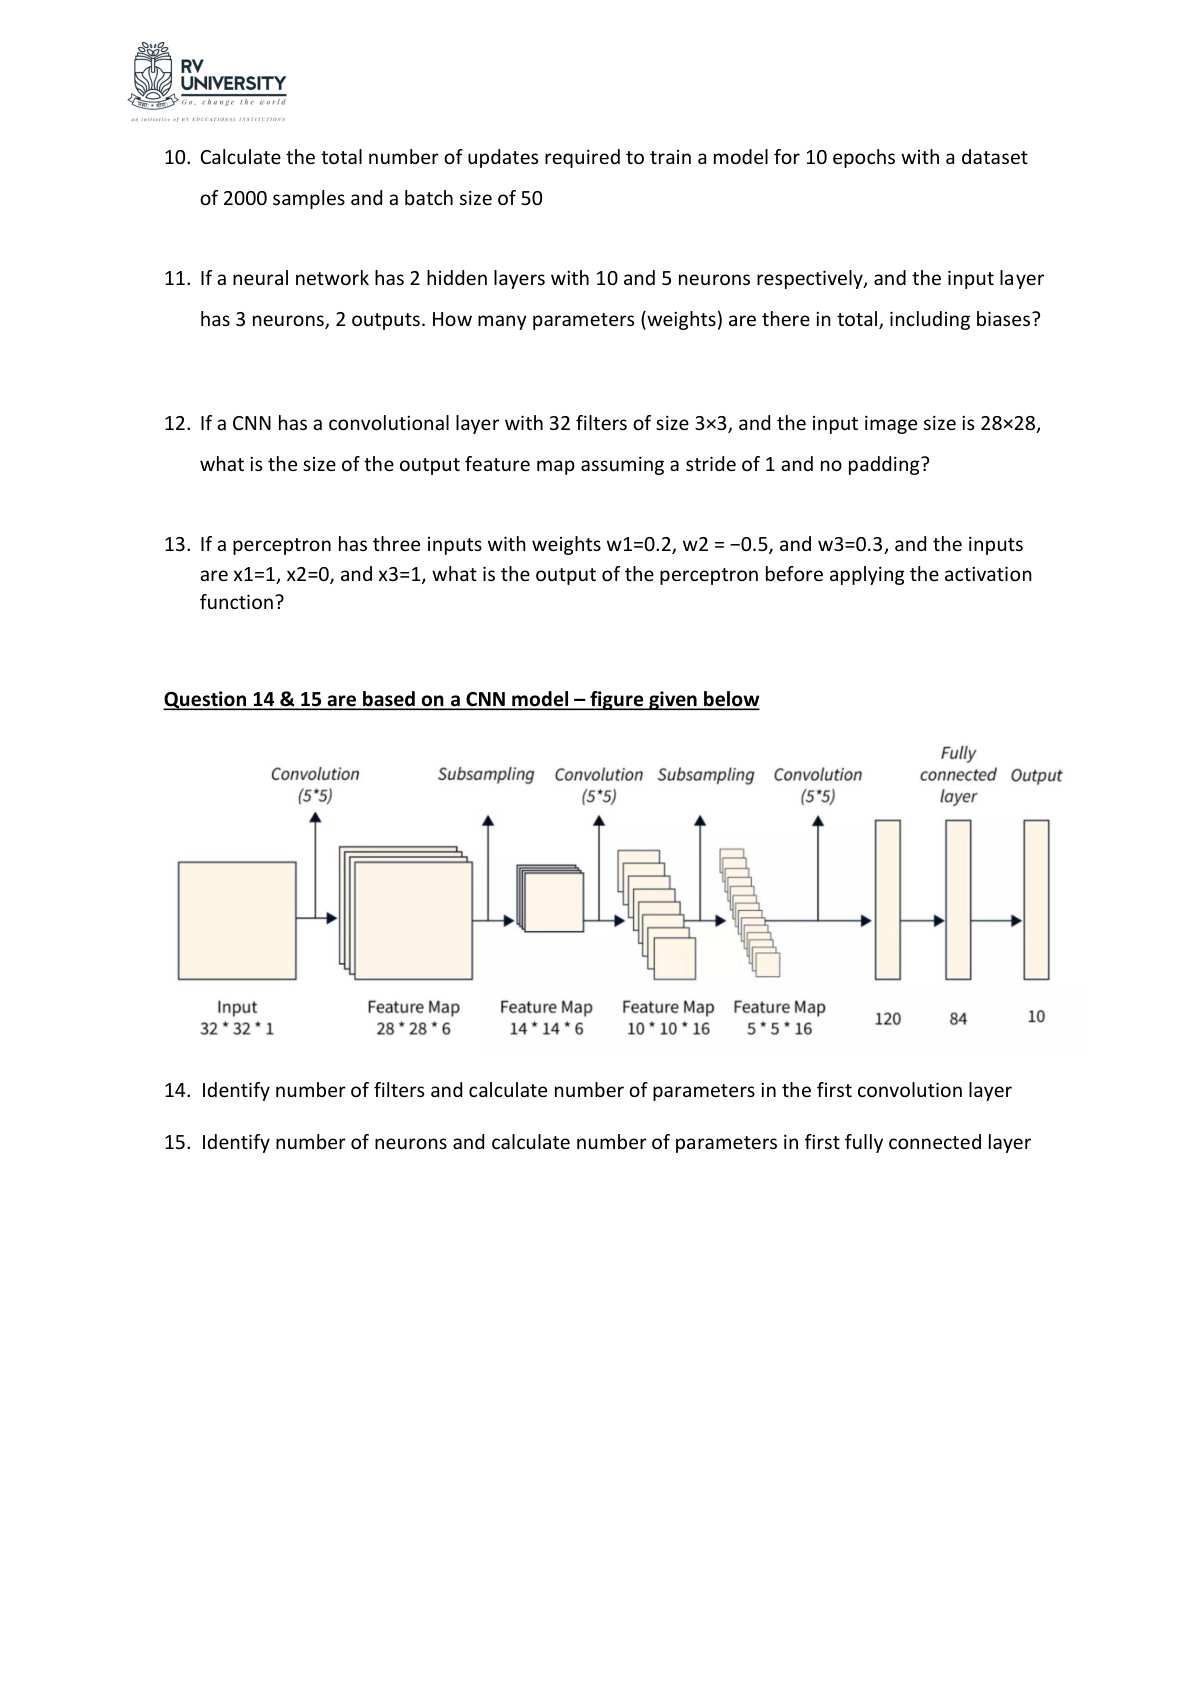 RV
UNIVERSITY
Go, change the world
an initiative of RV EDUCATIONAL INSTITUTIONS
10. Calculate the total number of updates required to train a model for 10 epochs with a dataset
of 2000 samples and a batch size of 50
11. If a neural network has 2 hidden layers with 10 and 5 neurons respectively, and the input layer
has 3 neurons, 2 outputs. How many parameters (weights) are there in total, including biases?
12. If a CNN has a convolutional layer with 32 filters of size 3×3, and the input image size is 28×28,
what is the size of the output feature map assuming a stride of 1 and no padding?
13. If a perceptron has three inputs with weights w1=0.2, w2 = −0.5, and w3=0.3, and the inputs
are x1=1, x2=0, and x3=1, what is the output of the perceptron before applying the activation
function?
Question 14 & 15 are based on a CNN model – figure given below
Convolution
(5*5)
Subsampling
Convolution
(5*5)
Subsampling
Convolution
(5*5)
Fully
connected
layer
Output
Input
32 * 32 * 1
Feature Map
28 * 28 * 6
Feature Map
14 * 14 * 6
Feature Map
10 * 10 * 16
Feature Map
5 * 5 * 16
120
84
10
14. Identify number of filters and calculate number of parameters in the first convolution layer
15. Identify number of neurons and calculate number of parameters in first fully connected layer